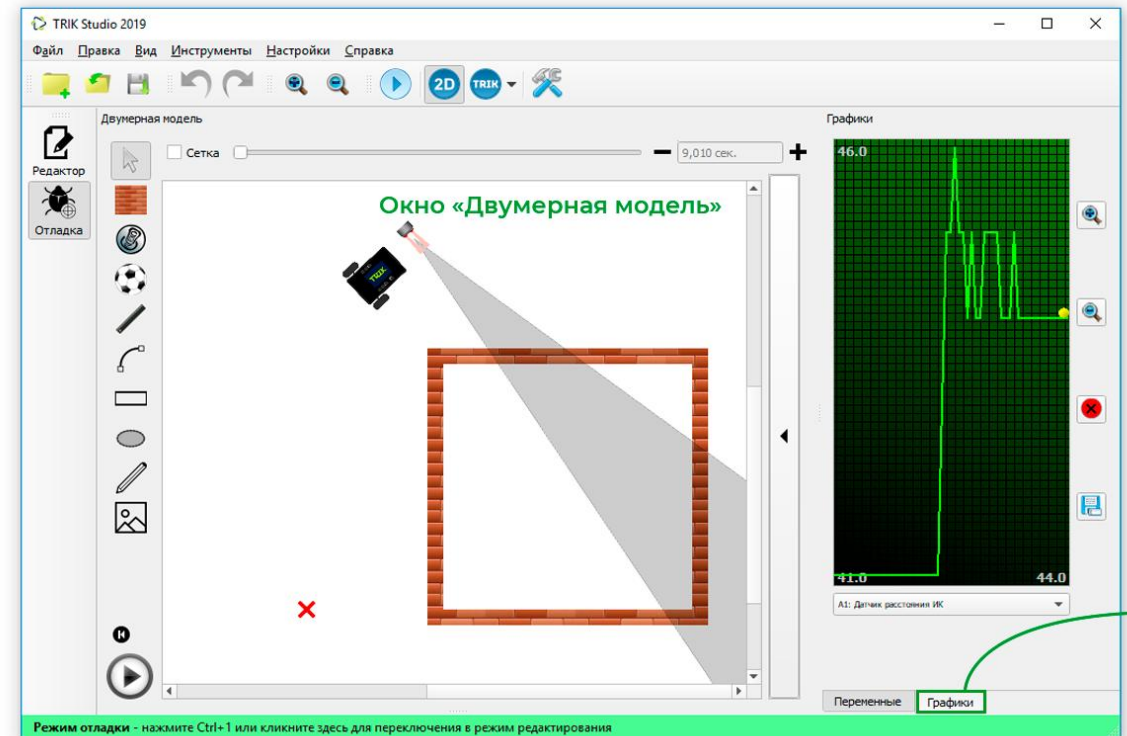 TRIK Studio 2019
Файл Правка Вид Инструменты Настройки Справка
2D TRIK
Двумерная модель
Графики
Редактор
Отладка
Сетка
9,010 сек.
Окно «Двумерная модель»
TRIK
46.0
41.0 44.0
А1: Датчик расстояния ИК
Переменные Графики
Режим отладки - нажмите Ctrl+1 или кликните здесь для переключения в режим редактирования